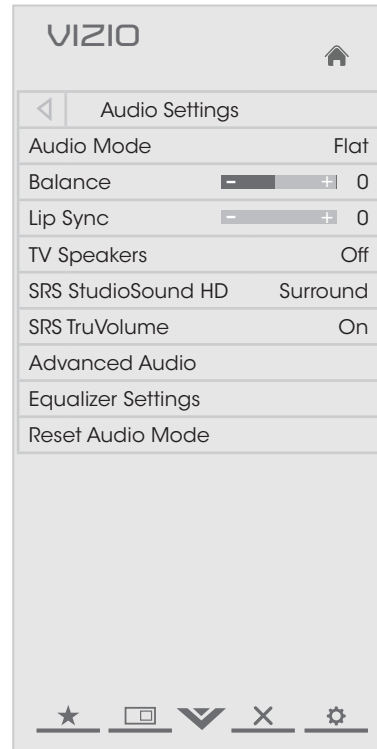 VIZIO
Audio Settings
Audio Mode Flat
Balance - + 0
Lip Sync - + 0
TV Speakers Off
SRS StudioSound HD Surround
SRS TruVolume On
Advanced Audio
Equalizer Settings
Reset Audio Mode